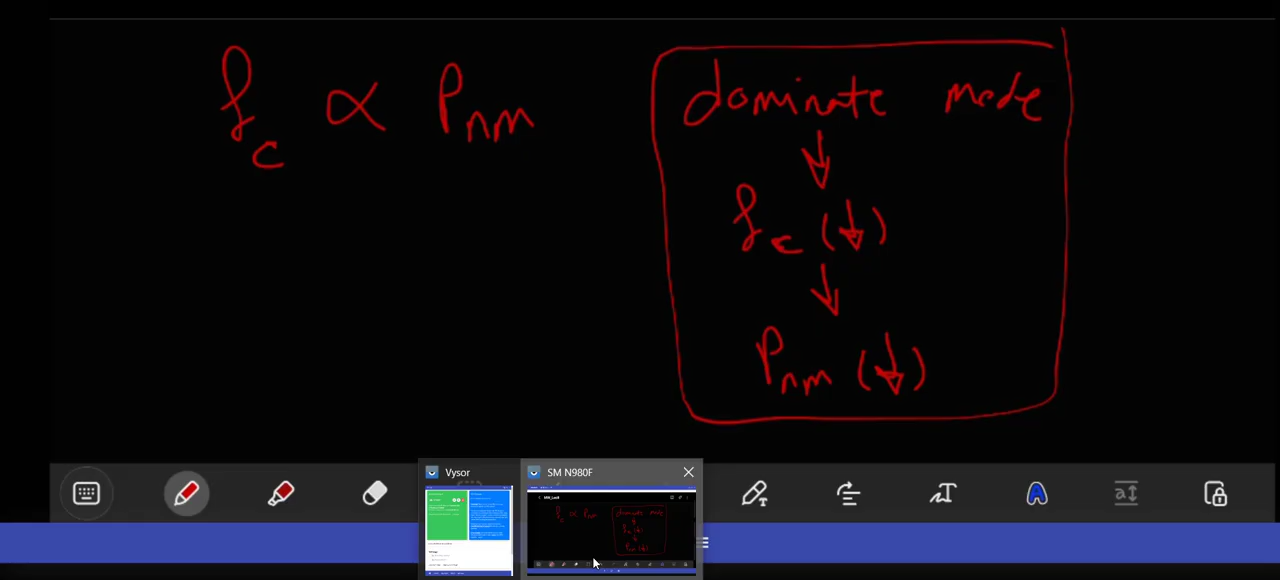 f_c ∝ P_nm
dominate mode
↓
f_c (↓)
↓
P_nm (↓)
Vysor
SM N980F